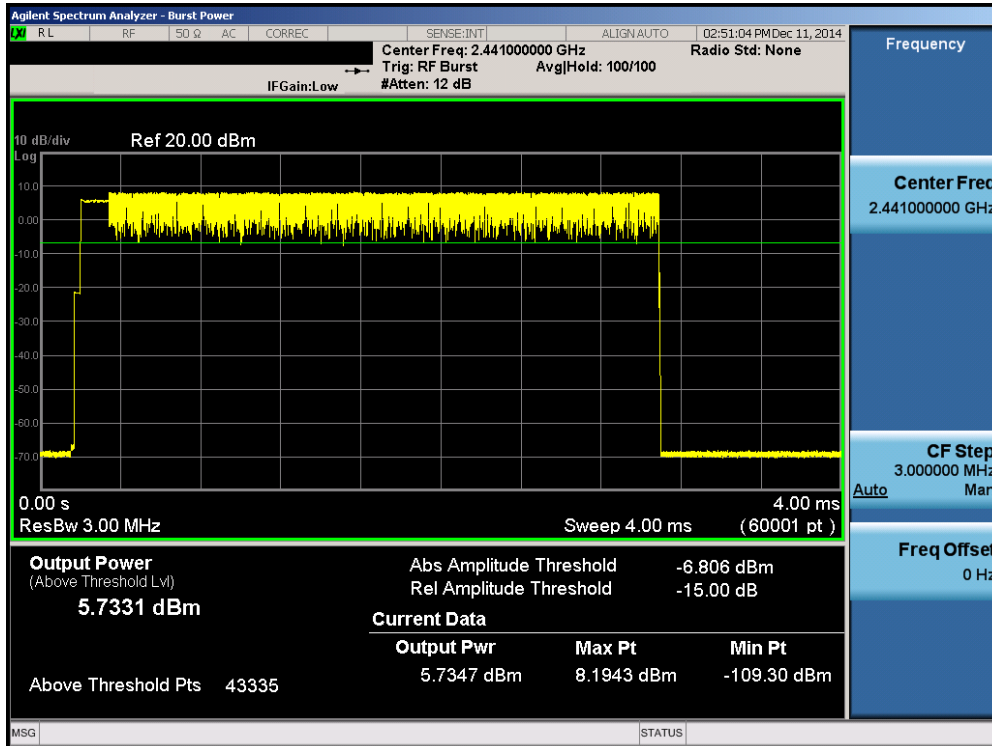 Agilent Spectrum Analyzer - Burst Power
LXI RL RF 50 Ω AC CORREC SENSE:INT ALIGN AUTO 02:51:04 PM Dec 11, 2014
Center Freq: 2.441000000 GHz Radio Std: None
Trig: RF Burst Avg|Hold: 100/100
IFGain:Low #Atten: 12 dB
10 dB/div Ref 20.00 dBm
Log
10.0
0.00
-10.0
-20.0
-30.0
-40.0
-50.0
-60.0
-70.0
0.00 s 4.00 ms
ResBw 3.00 MHz Sweep 4.00 ms (60001 pt )
Output Power
(Above Threshold Lvl)
5.7331 dBm
Above Threshold Pts 43335
Abs Amplitude Threshold -6.806 dBm
Rel Amplitude Threshold -15.00 dB
Current Data
Output Pwr Max Pt Min Pt
5.7347 dBm 8.1943 dBm -109.30 dBm
MSG STATUS
Frequency
Center Freq
2.441000000 GHz
CF Step
3.000000 MHz
Auto Man
Freq Offset
0 Hz